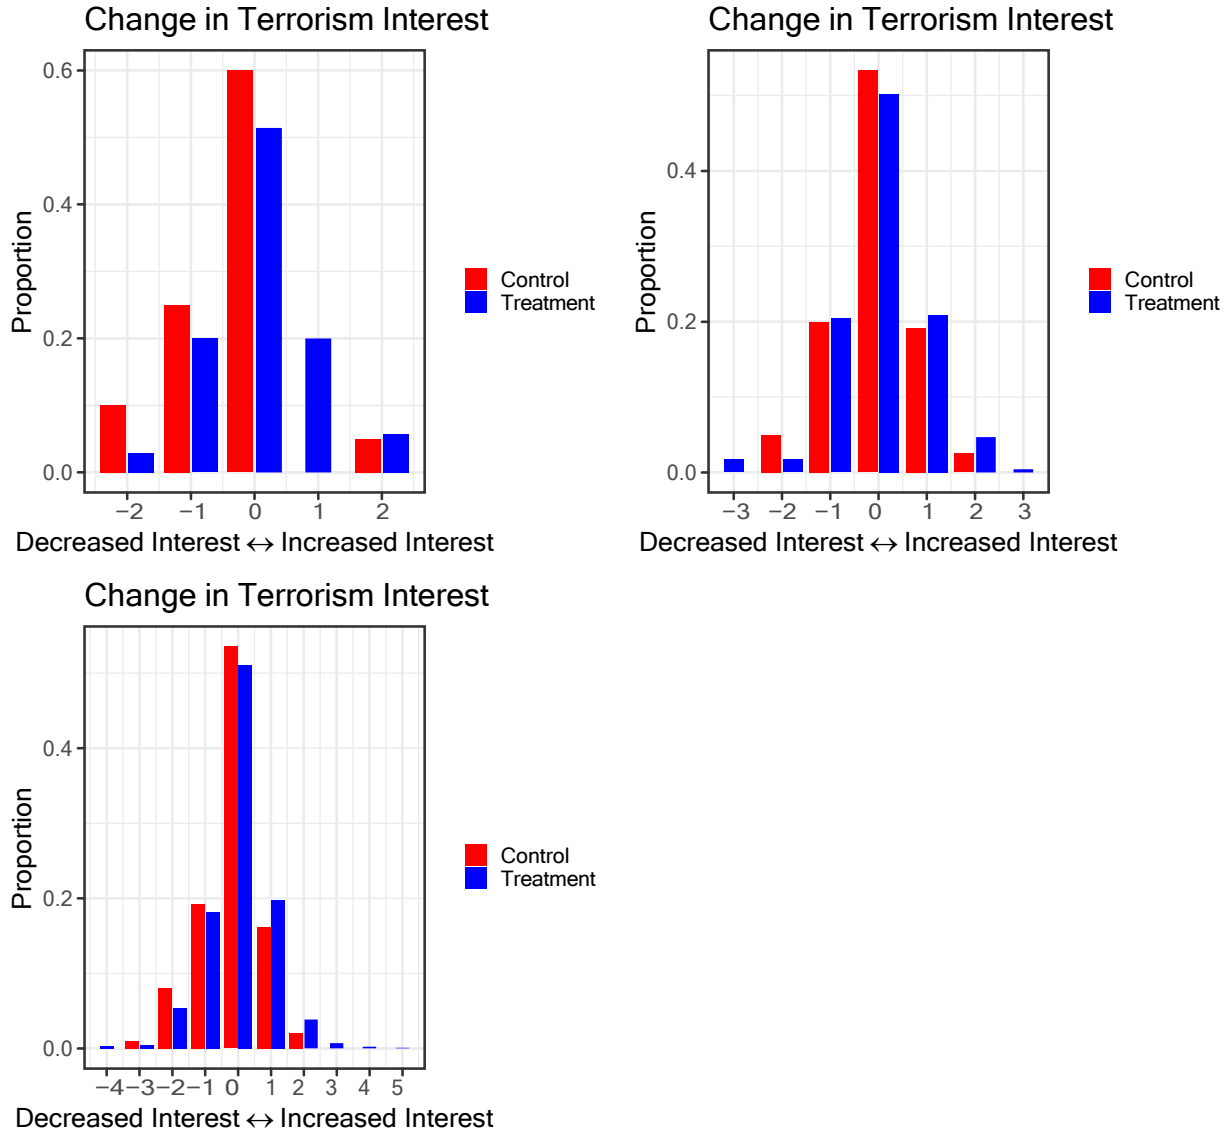 Change in Terrorism Interest
Proportion
0.6
0.4
0.2
0.0
−2 −1 0 1 2
Decreased Interest ↔ Increased Interest
Control
Treatment
Change in Terrorism Interest
Proportion
0.4
0.2
0.0
−3 −2 −1 0 1 2 3
Decreased Interest ↔ Increased Interest
Control
Treatment
Change in Terrorism Interest
Proportion
0.4
0.2
0.0
−4 −3 −2 −1 0 1 2 3 4 5
Decreased Interest ↔ Increased Interest
Control
Treatment